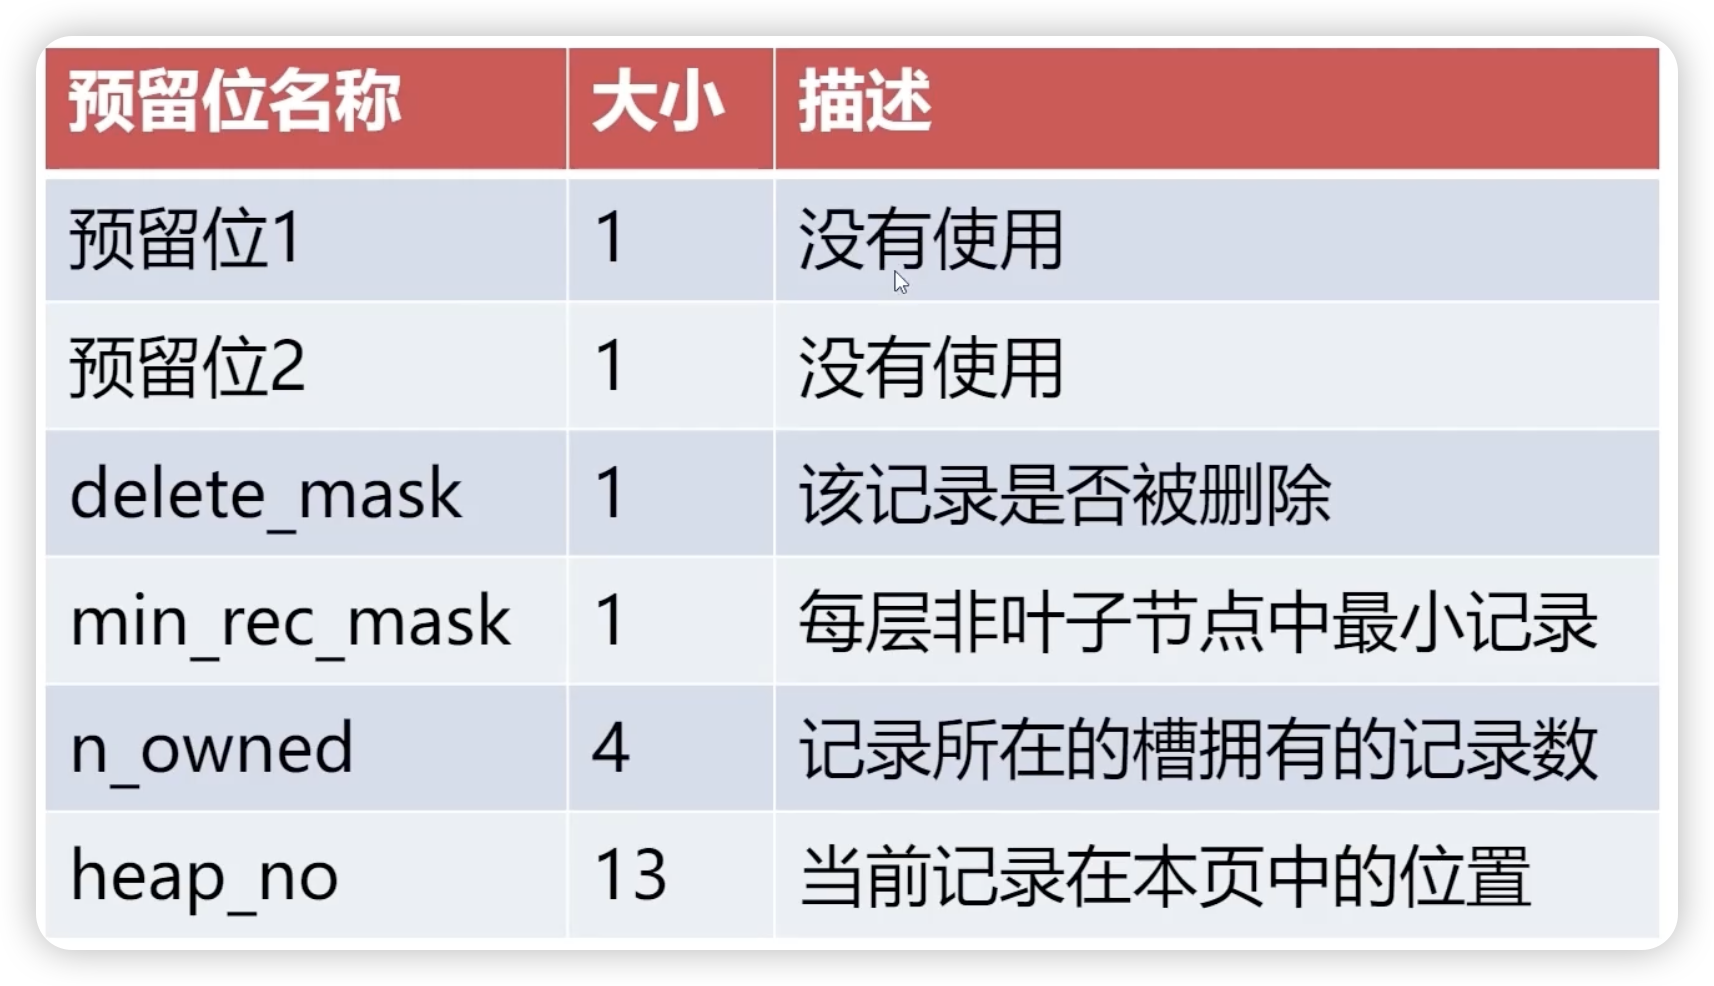 预留位名称 大小 描述
预留位1 1 没有使用
预留位2 1 没有使用
delete_mask 1 该记录是否被删除
min_rec_mask 1 每层非叶子节点中最小记录
n_owned 4 记录所在的槽拥有的记录数
heap_no 13 当前记录在本页中的位置